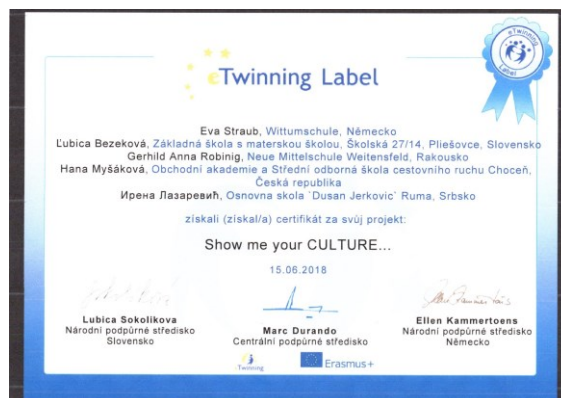 eTwinning Label
eTwinning
Label
Eva Straub, Wittumschule, Německo
Ľubica Bezeková, Základná škola s materskou školou, Školská 27/14, Pliešovce, Slovensko
Gerhild Anna Robinig, Neue Mittelschule Weitensfeld, Rakousko
Hana Myšáková, Obchodní akademie a Střední odborná škola cestovního ruchu Choceň,
Česká republika
Ирена Лазаревић, Osnovna skola `Dusan Jerkovic` Ruma, Srbsko
získali (získal/a) certifikát za svůj projekt:
Show me your CULTURE...
15.06.2018
Lubica Sokolikova
Národní podpůrné středisko
Slovensko
Marc Durando
Centrální podpůrné středisko
Ellen Kammertoens
Národní podpůrné středisko
Německo
eTwinning
Erasmus+